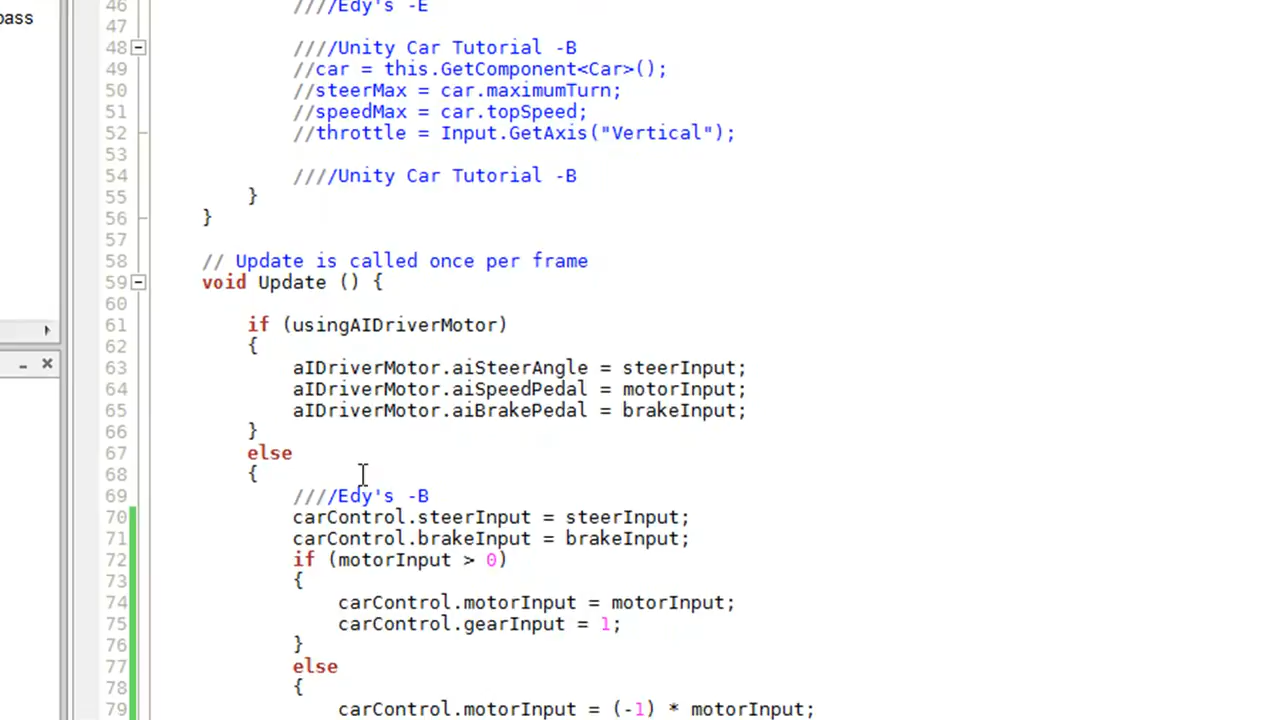 pass
46 ////Edy's -E
47
48 ////Unity Car Tutorial -B
49 //car = this.GetComponent<Car>();
50 //steerMax = car.maximumTurn;
51 //speedMax = car.topSpeed;
52 //throttle = Input.GetAxis("Vertical");
53
54 ////Unity Car Tutorial -B
55 }
56 }
57
58 // Update is called once per frame
59 void Update () {
60
61 if (usingAIDriverMotor)
62 {
63 aIDriverMotor.aiSteerAngle = steerInput;
64 aIDriverMotor.aiSpeedPedal = motorInput;
65 aIDriverMotor.aiBrakePedal = brakeInput;
66 }
67 else
68 {
69 ////Edy's -B
70 carControl.steerInput = steerInput;
71 carControl.brakeInput = brakeInput;
72 if (motorInput > 0)
73 {
74 carControl.motorInput = motorInput;
75 carControl.gearInput = 1;
76 }
77 else
78 {
79 carControl.motorInput = (-1) * motorInput;